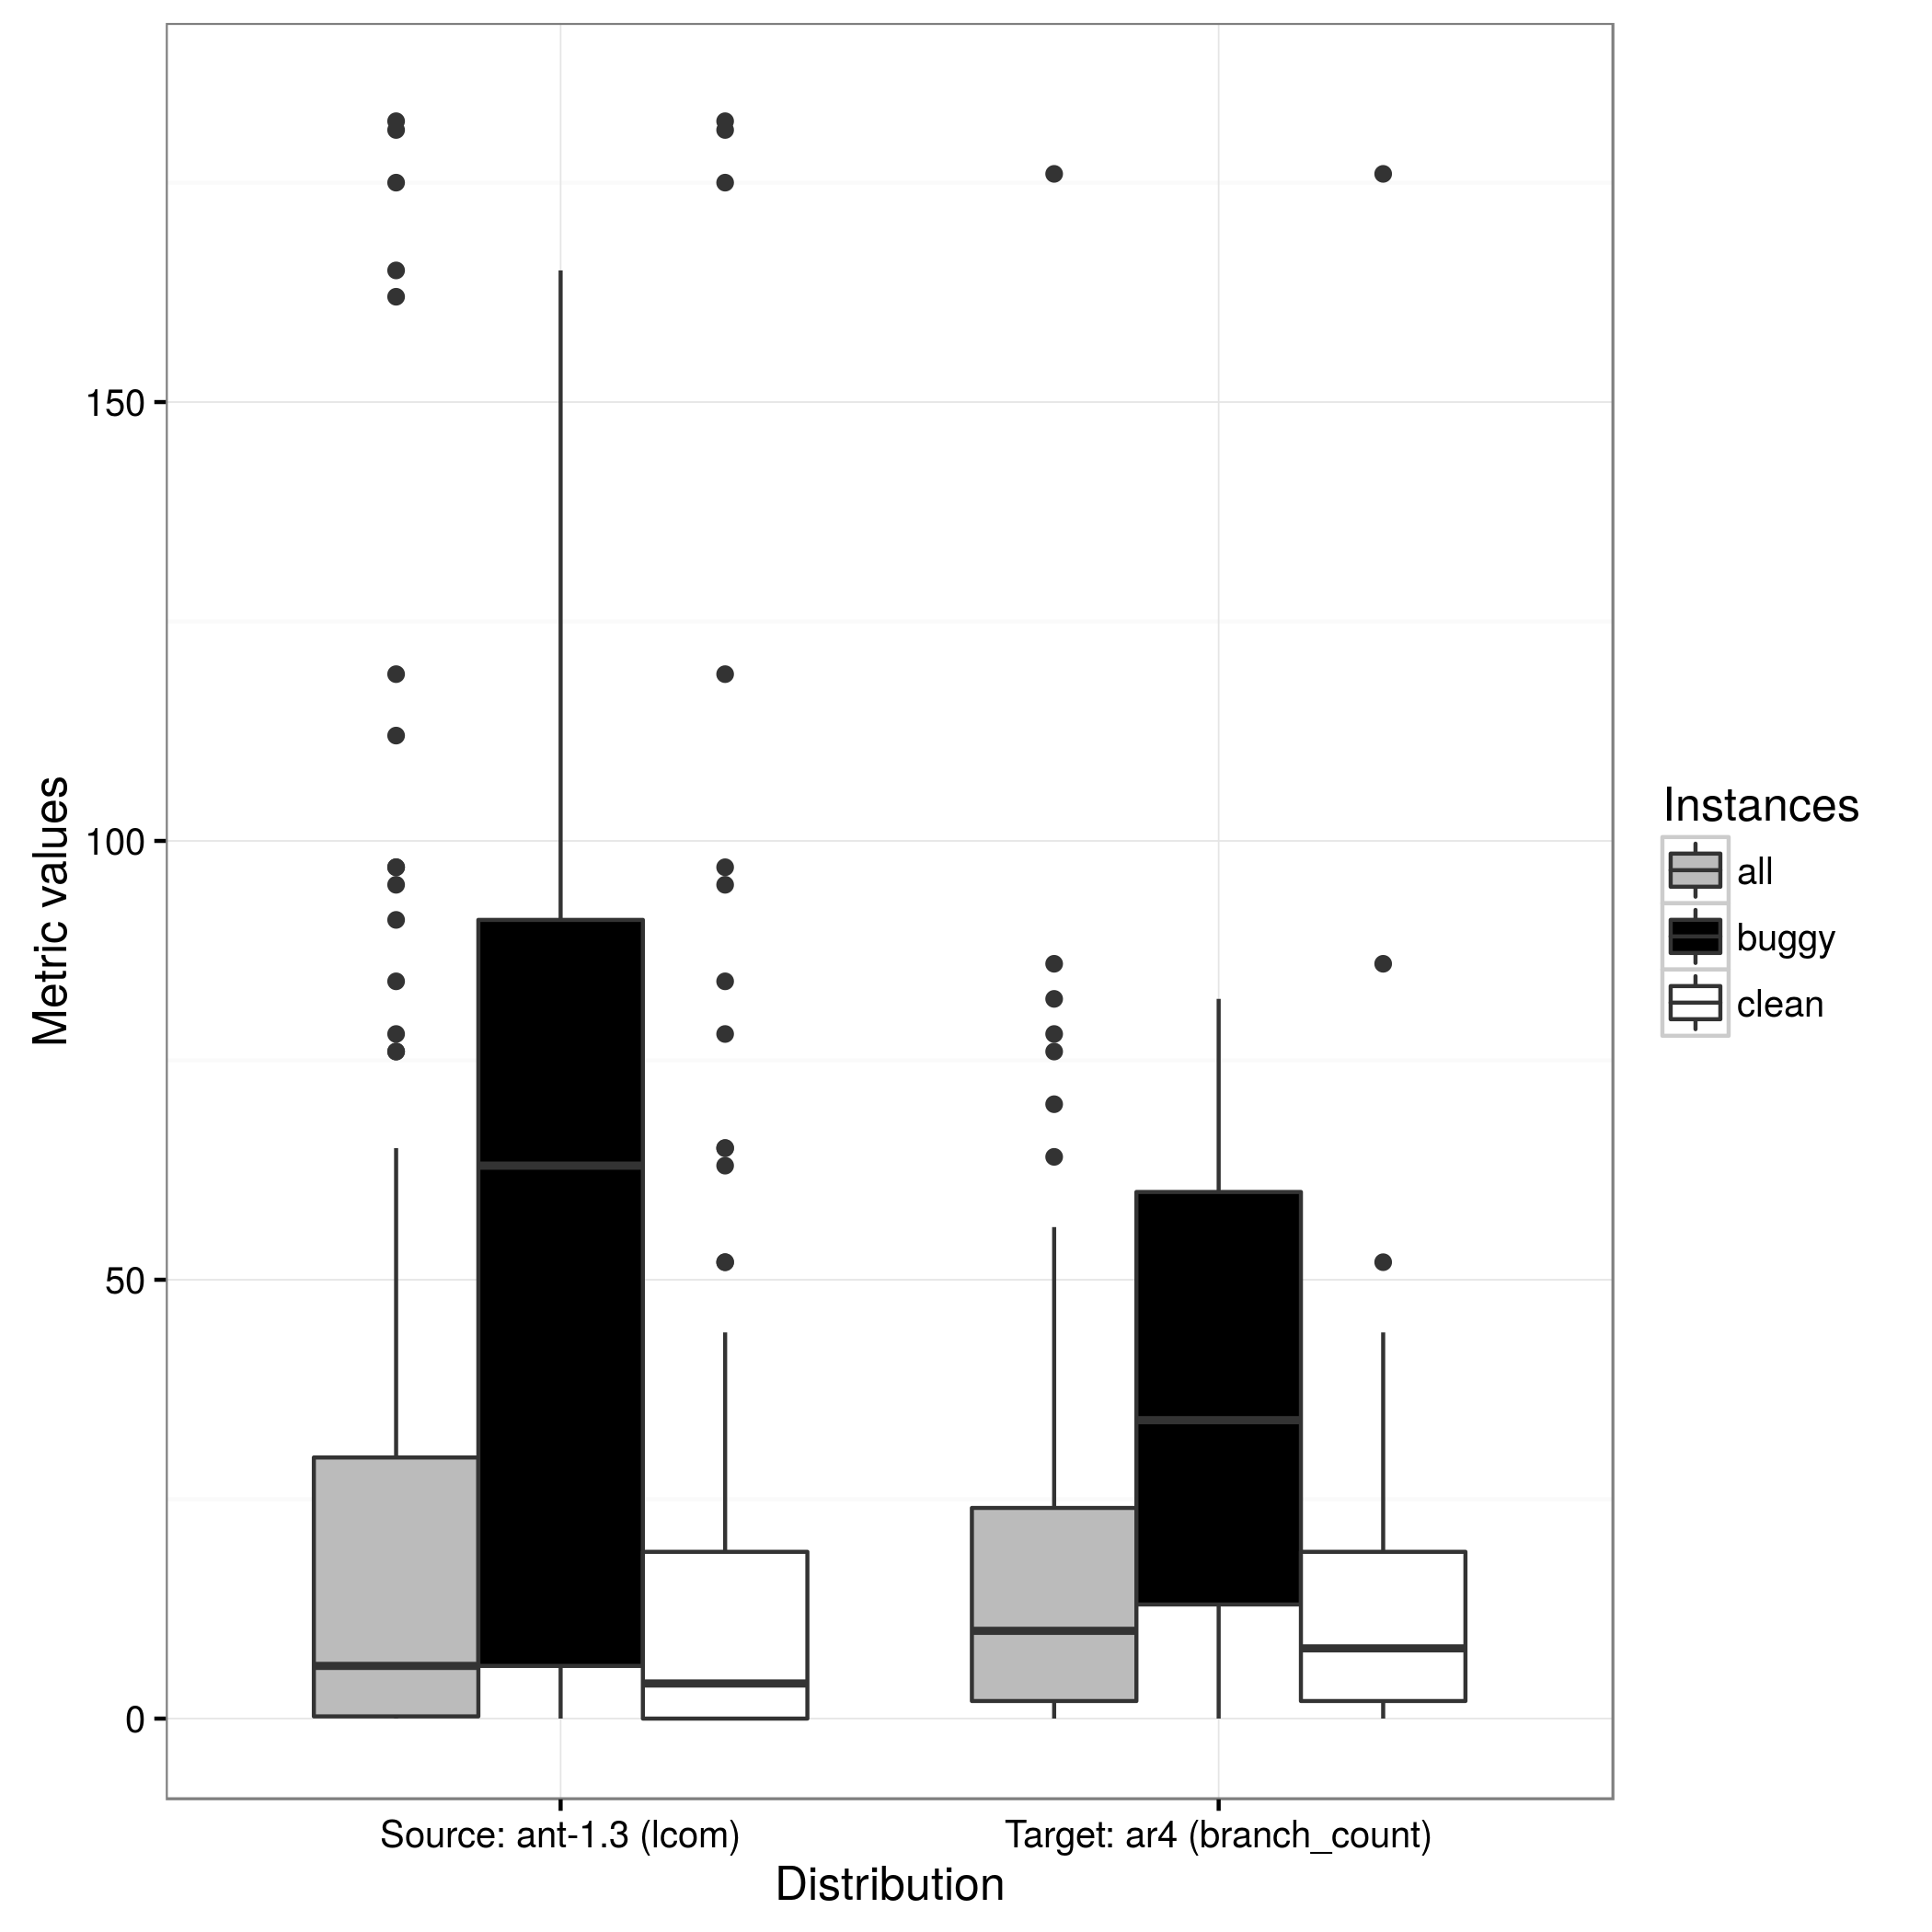 150
100
50
0
Metric values
Source: ant-1.3 (lcom)
Target: ar4 (branch_count)
Distribution
Instances
all
buggy
clean